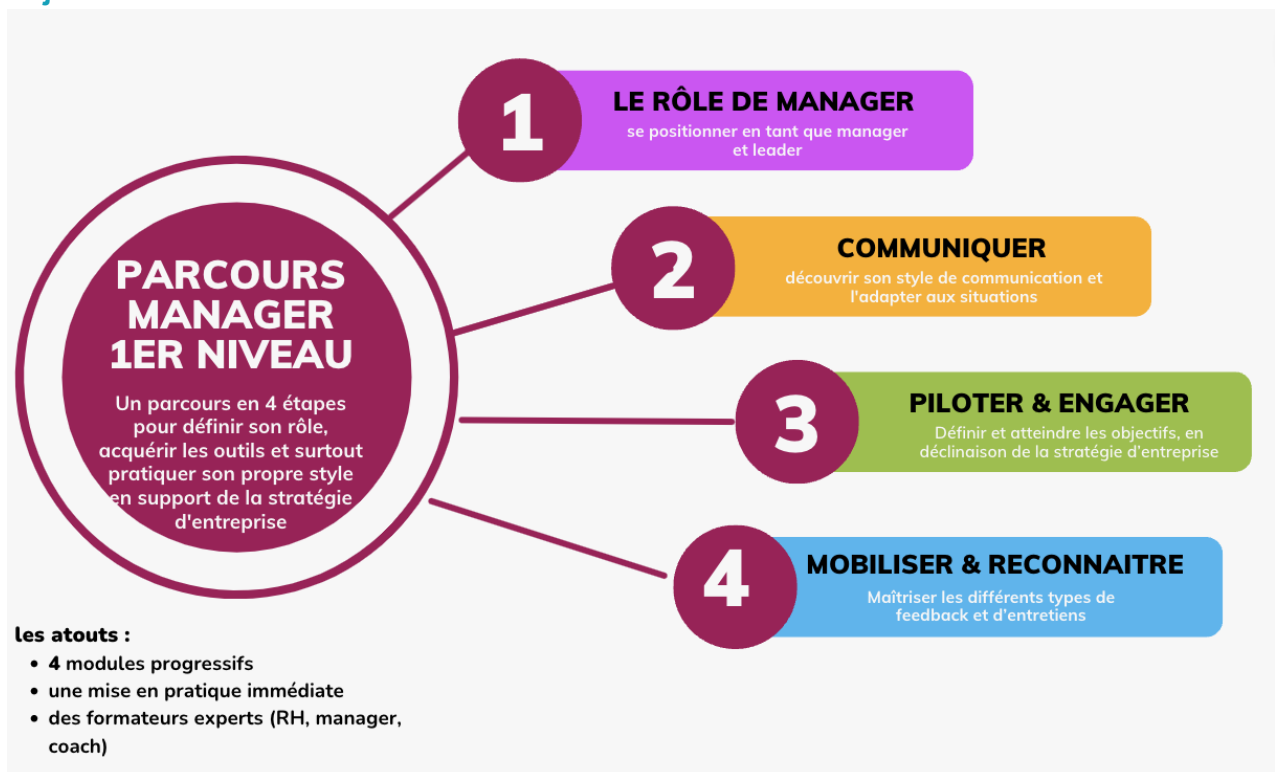 1
LE RÔLE DE MANAGER
se positionner en tant que manager
et leader
2
COMMUNIQUER
découvrir son style de communication et
l'adapter aux situations
PARCOURS
MANAGER
1ER NIVEAU
Un parcours en 4 étapes
pour définir son rôle,
acquérir les outils et surtout
pratiquer son propre style
en support de la stratégie
d'entreprise
3
PILOTER & ENGAGER
Définir et atteindre les objectifs, en
déclinaison de la stratégie d'entreprise
4
MOBILISER & RECONNAITRE
Maîtriser les différents types de
feedback et d'entretiens
les atouts :
• 4 modules progressifs
• une mise en pratique immédiate
• des formateurs experts (RH, manager,
coach)